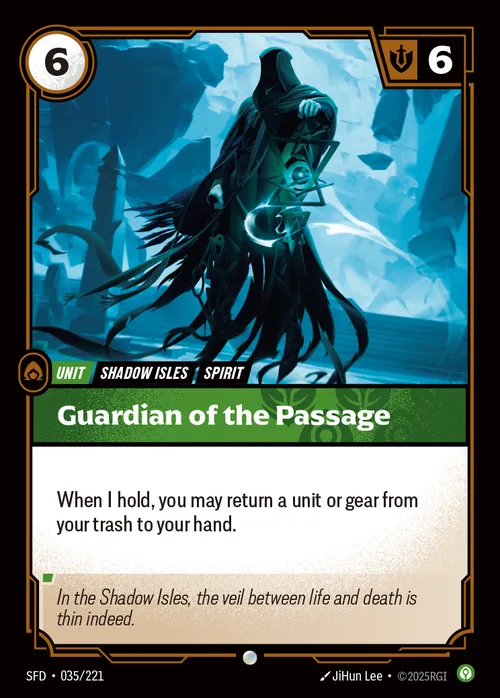 6
6
UNIT SHADOW ISLES SPIRIT
Guardian of the Passage
When I hold, you may return a unit or gear from
your trash to your hand.
In the Shadow Isles, the veil between life and death is
thin indeed.
SFD • 035/221 JiHun Lee • ©2025RGI